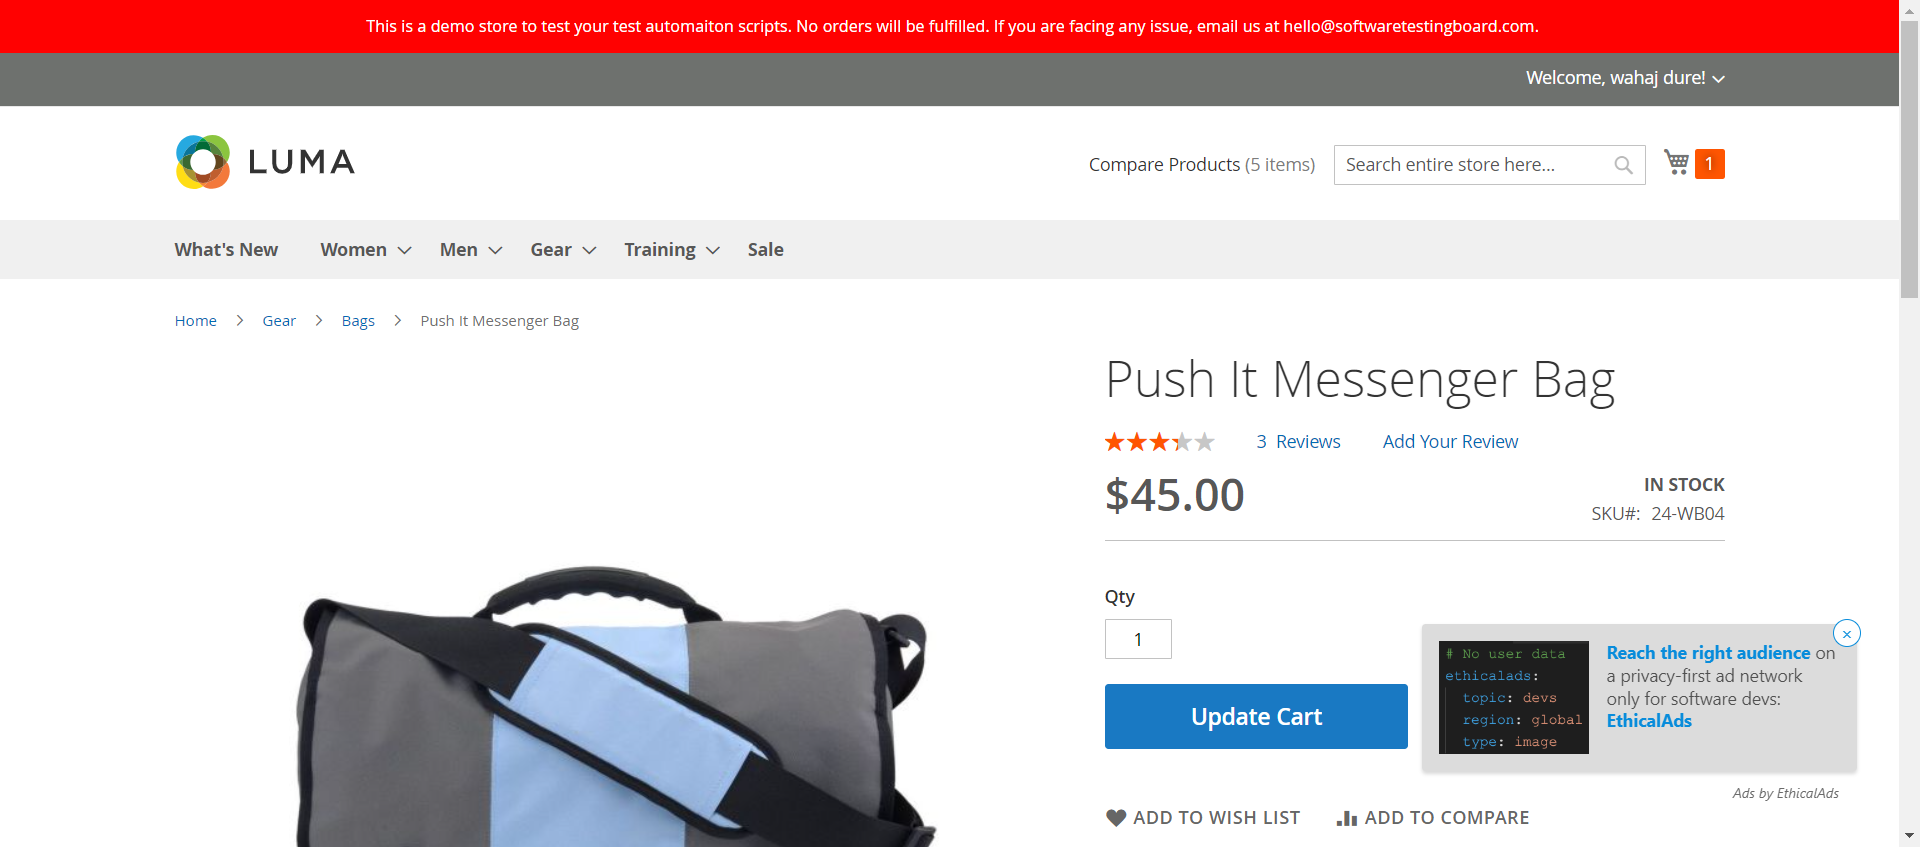 This is a demo store to test your test automaiton scripts. No orders will be fulfilled. If you are facing any issue, email us at hello@softwaretestingboard.com.
Welcome, wahaj dure!
LUMA
Compare Products (5 items)
Search entire store here...
1
What's New
Women
Men
Gear
Training
Sale
Home
Gear
Bags
Push It Messenger Bag
Push It Messenger Bag
3 Reviews
Add Your Review
$45.00
IN STOCK
SKU#: 24-WB04
Qty
1
Update Cart
# No user data
ethicalads:
topic: devs
region: global
type: image
Reach the right audience on
a privacy-first ad network
only for software devs:
EthicalAds
Ads by EthicalAds
ADD TO WISH LIST
ADD TO COMPARE